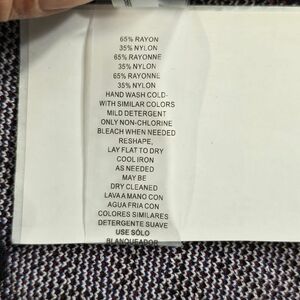 65% RAYON
35% NYLON
65% RAYONNE
35% NYLON
65% RAYONNE
35% NYLON
HAND WASH COLD-
WITH SIMILAR COLORS
MILD DETERGENT
ONLY NON-CHLORINE
BLEACH WHEN NEEDED
RESHAPE,
LAY FLAT TO DRY
COOL IRON
AS NEEDED
MAY BE
DRY CLEANED
LAVA A MANO CON
AGUA FRIA CON
COLORES SIMILARES
DETERGENTE SUAVE
USE SÓLO
BLANQUEADOR